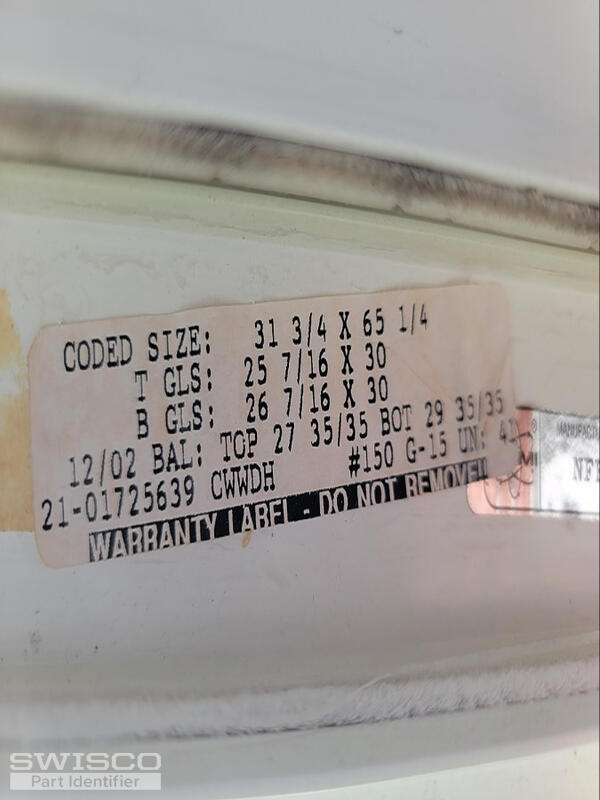 CODED SIZE: 31 3/4 X 65 1/4
T GLS: 25 7/16 X 30
B GLS: 26 7/16 X 30
12/02 BAL: TOP 27 35/35 BOT 29 35/35
21-01725639 CWWDH #150 G-15 UN: 41
WARRANTY LABEL - DO NOT REMOVE!!
SWISCO
Part Identifier